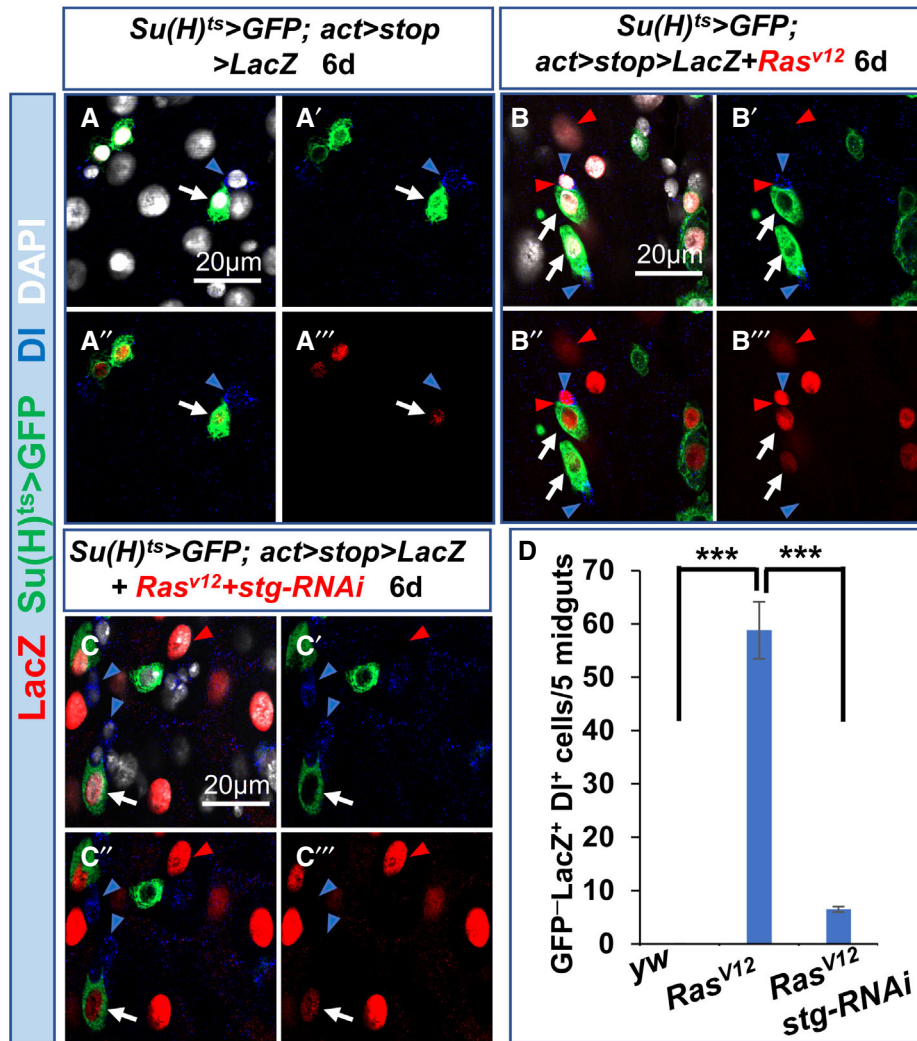 Su(H)ᵗˢ>GFP; act>stop
>LacZ 6d
Su(H)ᵗˢ>GFP;
act>stop>LacZ+Rasᵛ¹² 6d
LacZ Su(H)ᵗˢ>GFP Dl DAPI
A
A′
20μm
A″
A‴
B
B′
20μm
B″
B‴
Su(H)ᵗˢ>GFP; act>stop>LacZ
+ Rasᵛ¹²+stg-RNAi 6d
C
C′
20μm
C″
C‴
D
*** ***
GFP–LacZ⁺ Dl⁺ cells/5 midguts
70
60
50
40
30
20
10
0
yw
Rasⱽ¹²
Rasⱽ¹²
stg-RNAi